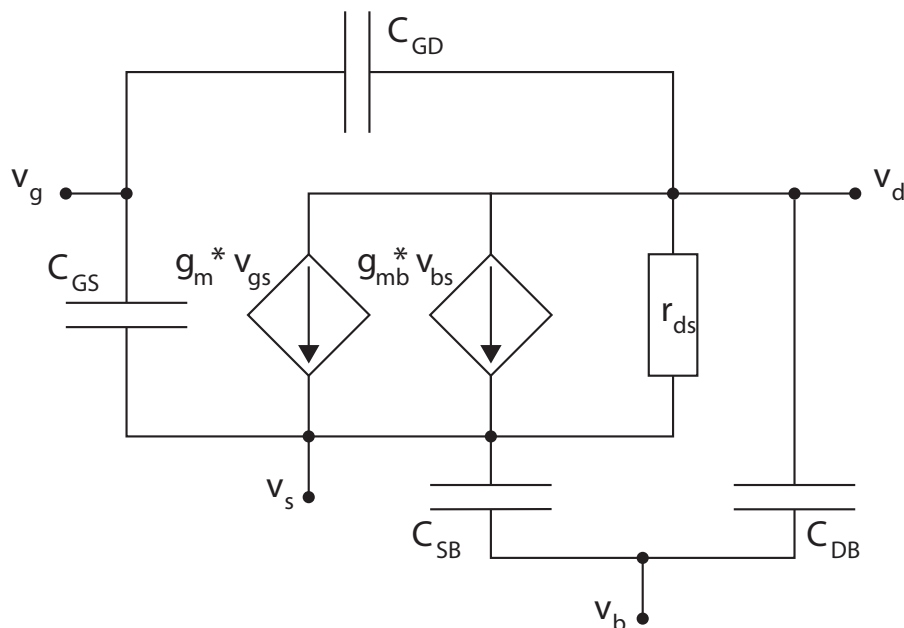 C_GD
v_g
v_d
C_GS
g_m* v_gs
g_mb* v_bs
r_ds
v_s
C_SB
C_DB
v_b